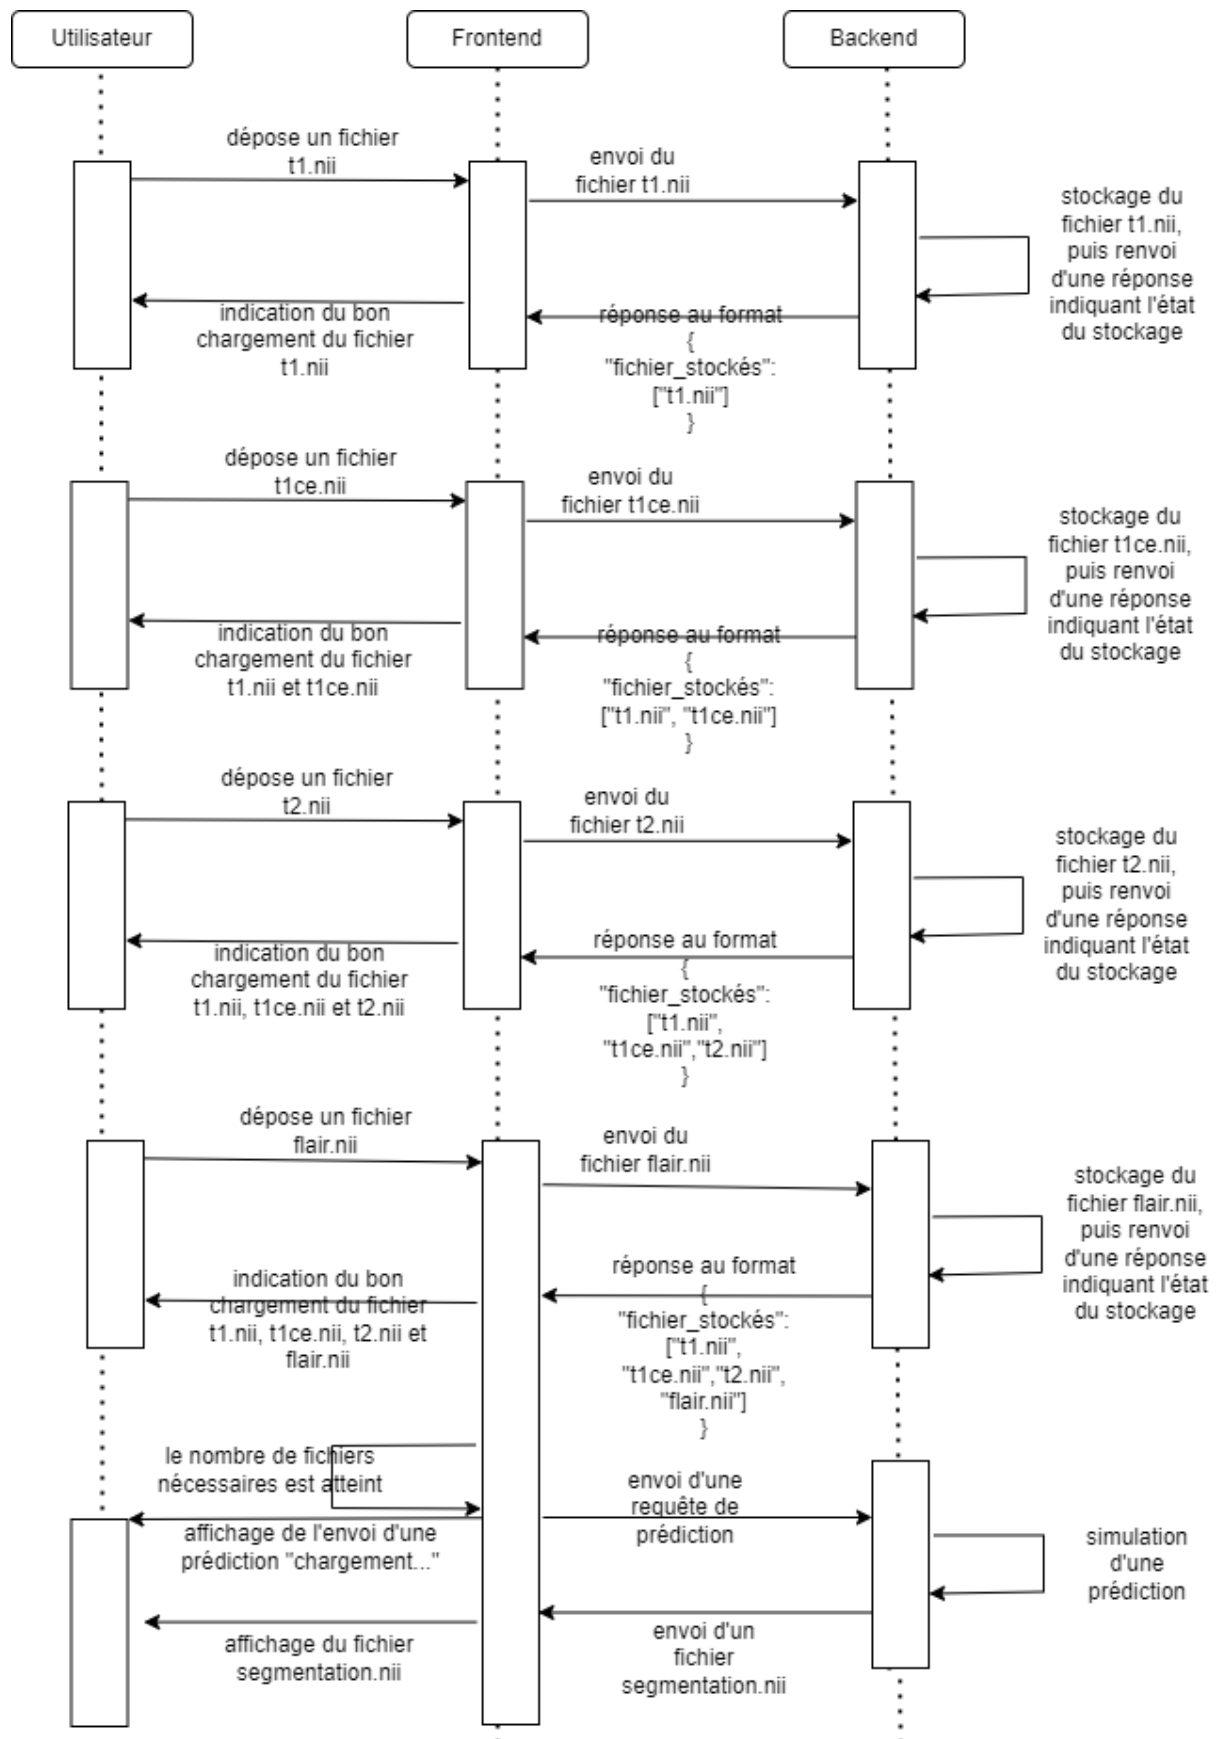 Utilisateur
Frontend
Backend
dépose un fichier
t1.nii
envoi du
fichier t1.nii
stockage du
fichier t1.nii,
puis renvoi
d'une réponse
indiquant l'état
du stockage
indication du bon
chargement du fichier
t1.nii
réponse au format
{
"fichier_stockés":
["t1.nii"]
}
dépose un fichier
t1ce.nii
envoi du
fichier t1ce.nii
stockage du
fichier t1ce.nii,
puis renvoi
d'une réponse
indiquant l'état
du stockage
indication du bon
chargement du fichier
t1.nii et t1ce.nii
réponse au format
{
"fichier_stockés":
["t1.nii", "t1ce.nii"]
}
dépose un fichier
t2.nii
envoi du
fichier t2.nii
stockage du
fichier t2.nii,
puis renvoi
d'une réponse
indiquant l'état
du stockage
indication du bon
chargement du fichier
t1.nii, t1ce.nii et t2.nii
réponse au format
{
"fichier_stockés":
["t1.nii",
"t1ce.nii","t2.nii"]
}
dépose un fichier
flair.nii
envoi du
fichier flair.nii
stockage du
fichier flair.nii,
puis renvoi
d'une réponse
indiquant l'état
du stockage
indication du bon
chargement du fichier
t1.nii, t1ce.nii, t2.nii et
flair.nii
réponse au format
{
"fichier_stockés":
["t1.nii",
"t1ce.nii","t2.nii",
"flair.nii"]
}
le nombre de fichiers
nécessaires est atteint
envoi d'une
requête de
prédiction
affichage de l'envoi d'une
prédiction "chargement..."
simulation
d'une
prédiction
affichage du fichier
segmentation.nii
envoi d'un
fichier
segmentation.nii